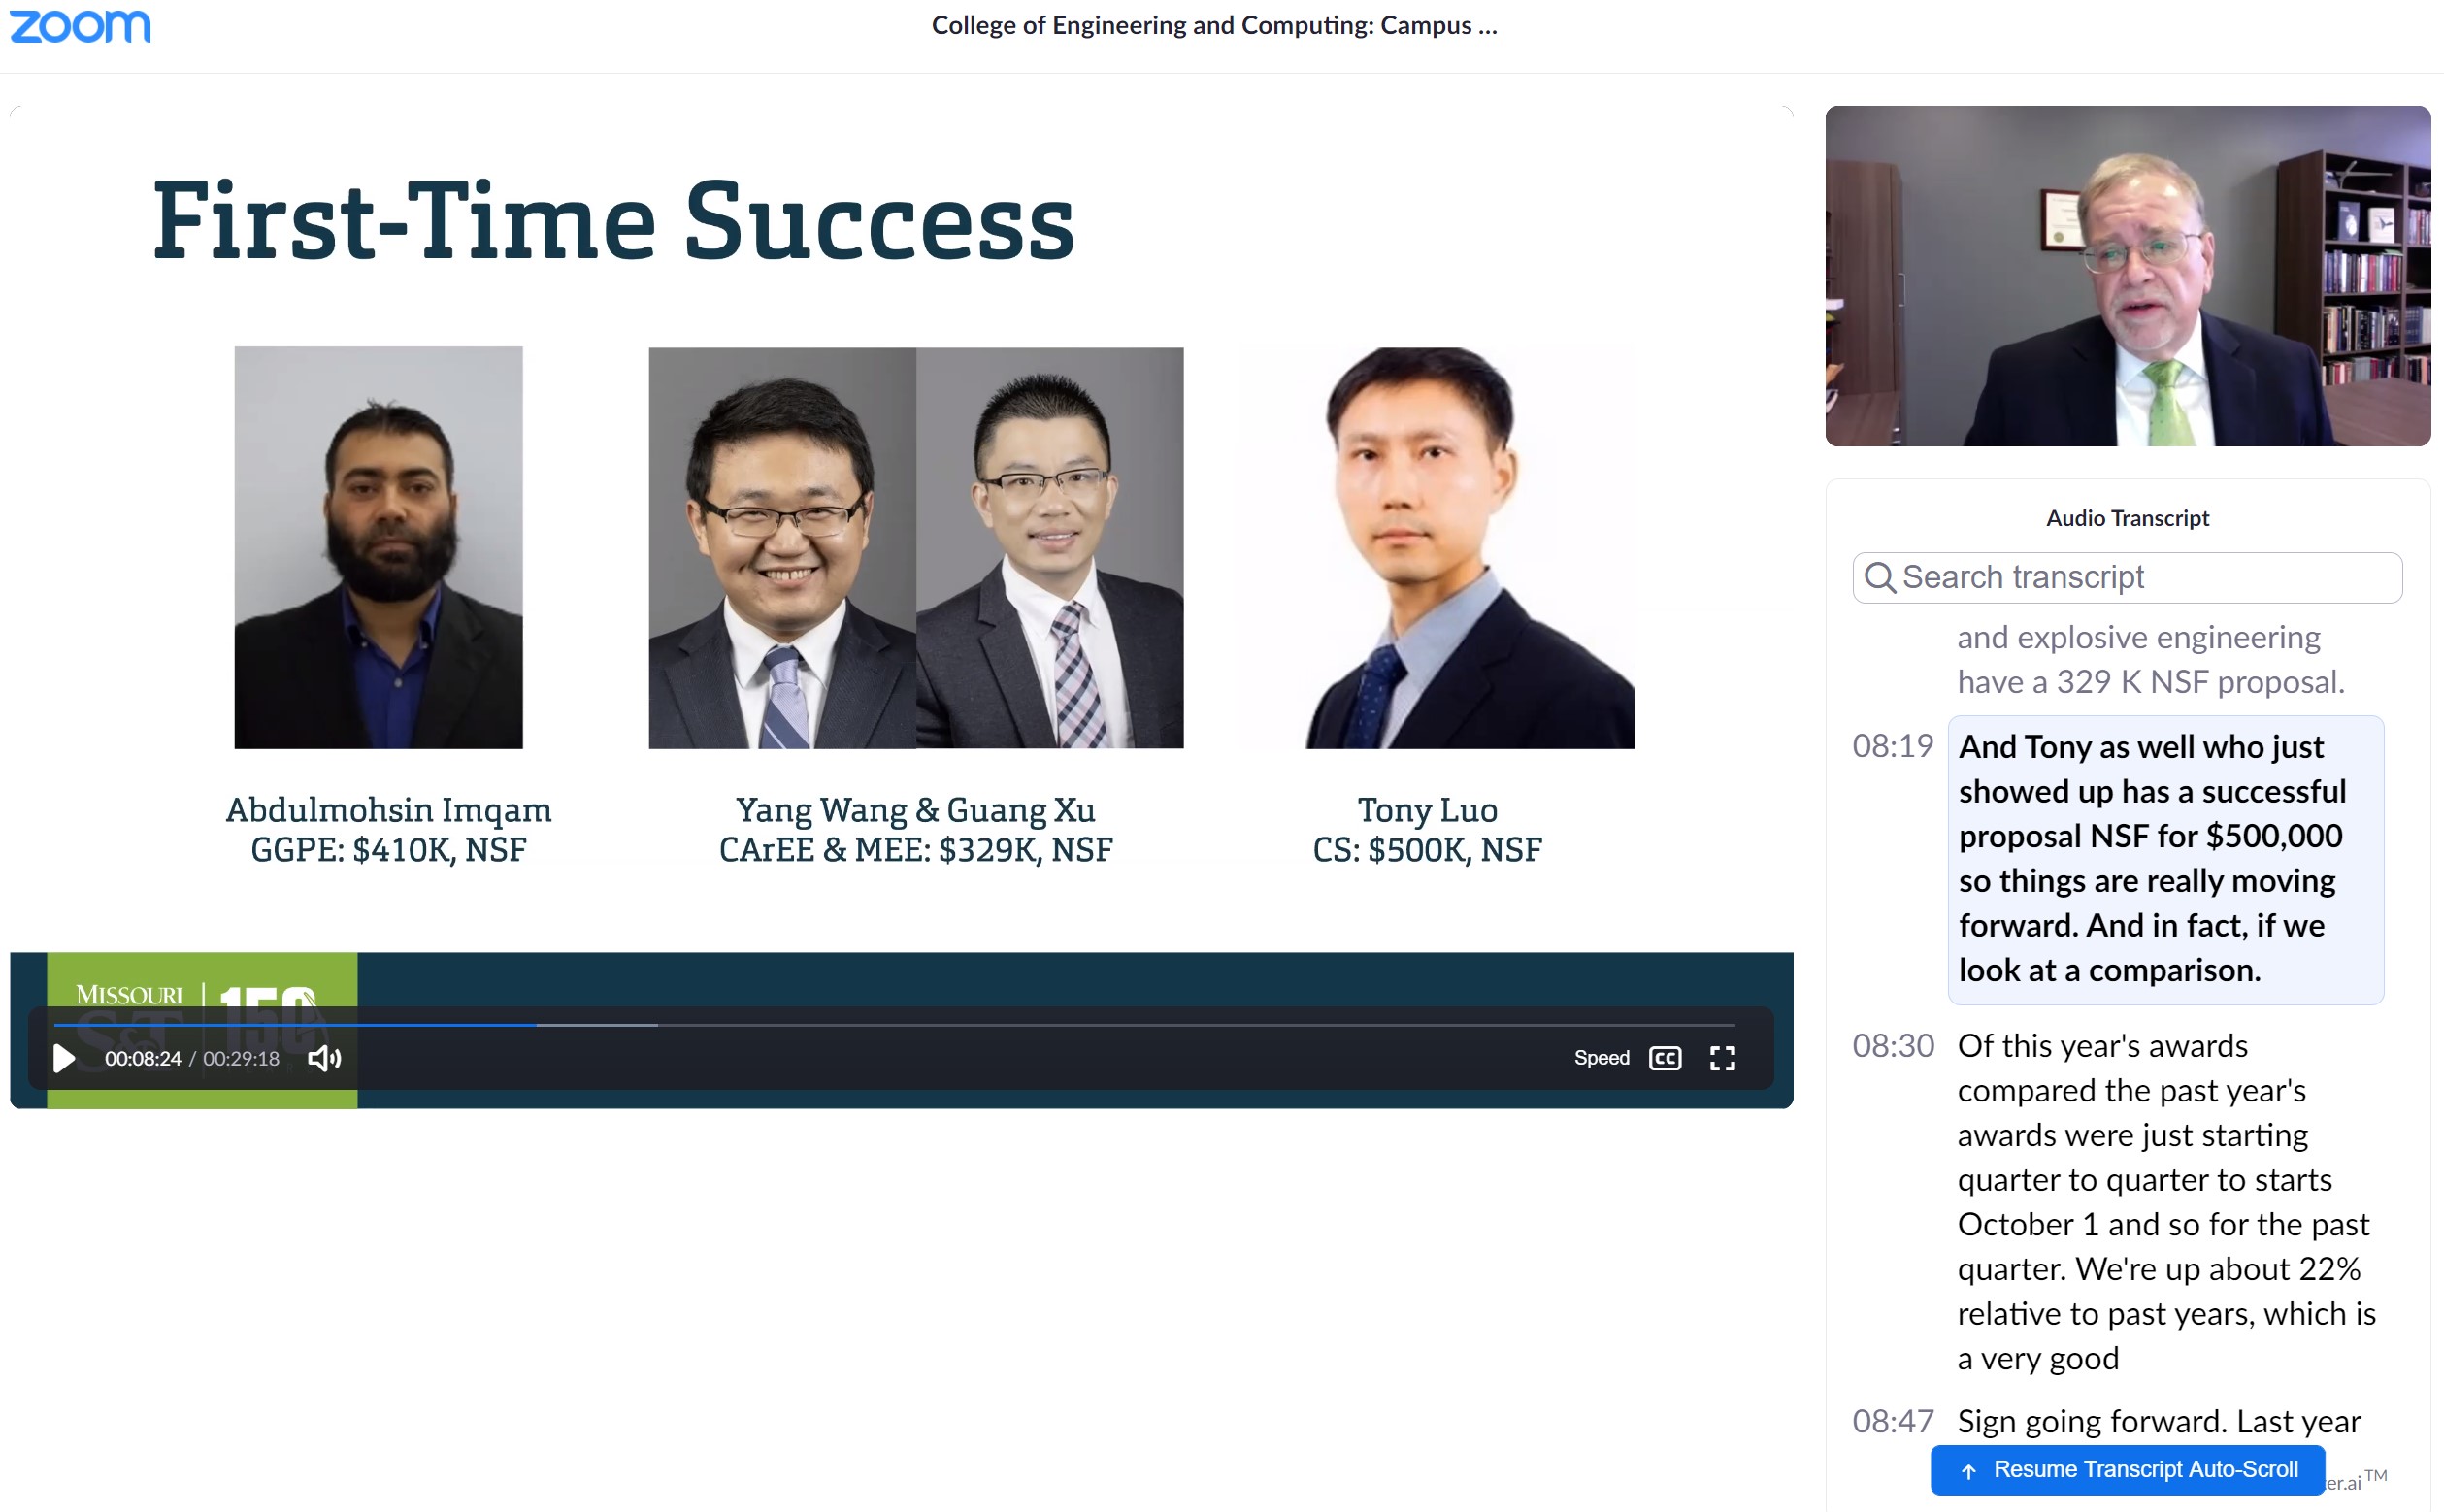 zoom
College of Engineering and Computing: Campus ...
First-Time Success
Abdulmohsin Imqam
GGPE: $410K, NSF
Yang Wang & Guang Xu
CArEE & MEE: $329K, NSF
Tony Luo
CS: $500K, NSF
MISSOURI
S&T
150
00:08:24 / 00:29:18
Speed
CC
Audio Transcript
Search transcript
and explosive engineering
have a 329 K NSF proposal.
08:19
And Tony as well who just
showed up has a successful
proposal NSF for $500,000
so things are really moving
forward. And in fact, if we
look at a comparison.
08:30
Of this year's awards
compared the past year's
awards were just starting
quarter to quarter to starts
October 1 and so for the past
quarter. We're up about 22%
relative to past years, which is
a very good
08:47
Sign going forward. Last year
Resume Transcript Auto-Scroll
er.ai™